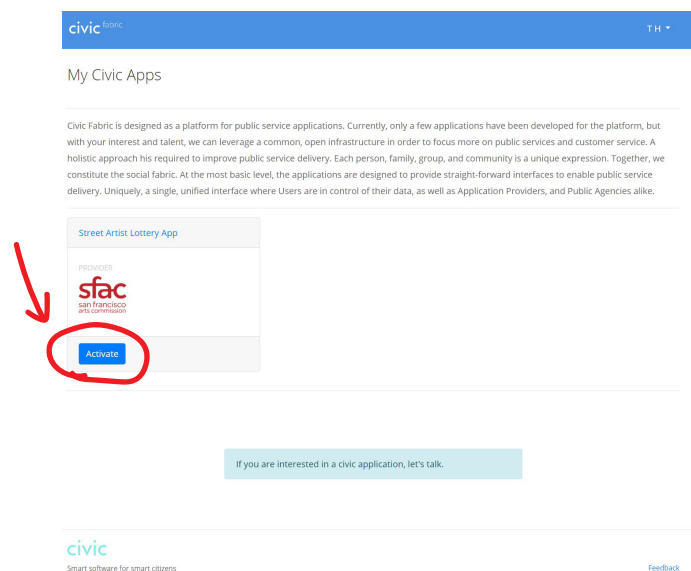 civic fabric
T H
My Civic Apps
Civic Fabric is designed as a platform for public service applications. Currently, only a few applications have been developed for the platform, but
with your interest and talent, we can leverage a common, open infrastructure in order to focus more on public services and customer service. A
holistic approach his required to improve public service delivery. Each person, family, group, and community is a unique expression. Together, we
constitute the social fabric. At the most basic level, the applications are designed to provide straight-forward interfaces to enable public service
delivery. Uniquely, a single, unified interface where Users are in control of their data, as well as Application Providers, and Public Agencies alike.
Street Artist Lottery App
PROVIDER
sfac
san francisco
arts commission
Activate
If you are interested in a civic application, let's talk.
civic
Smart software for smart citizens
Feedback